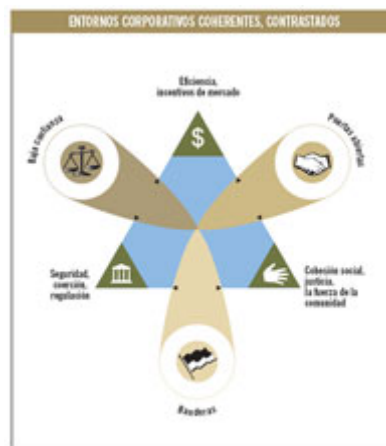 ENTORNOS CORPORATIVOS COHERENTES, CONTRASTADOS
Eficiencia,
incentivos de mercado
$
Baja confianza
Puertas abiertas
Seguridad,
coerción,
regulación
Cohesión social,
justicia,
la fuerza de la
comunidad
Banderas